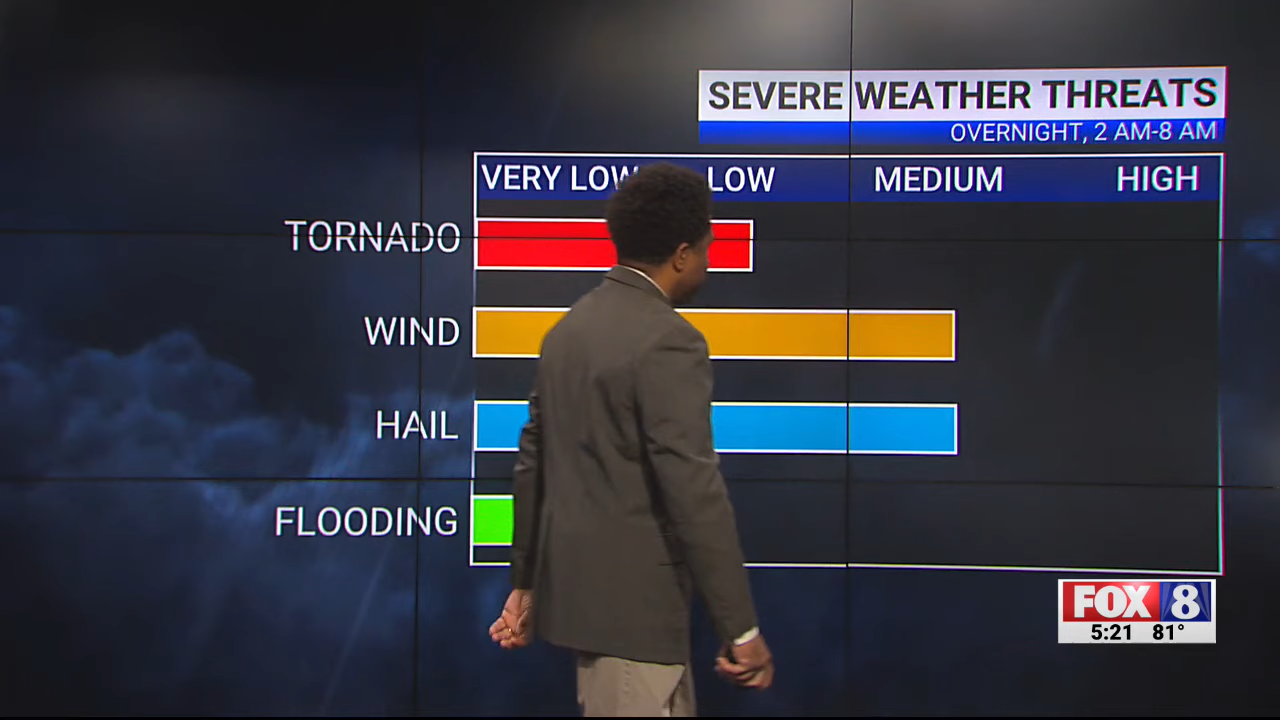 SEVERE WEATHER THREATS
OVERNIGHT, 2 AM-8 AM
VERY LOW LOW MEDIUM HIGH
TORNADO
WIND
HAIL
FLOODING
FOX 8
5:21 81°